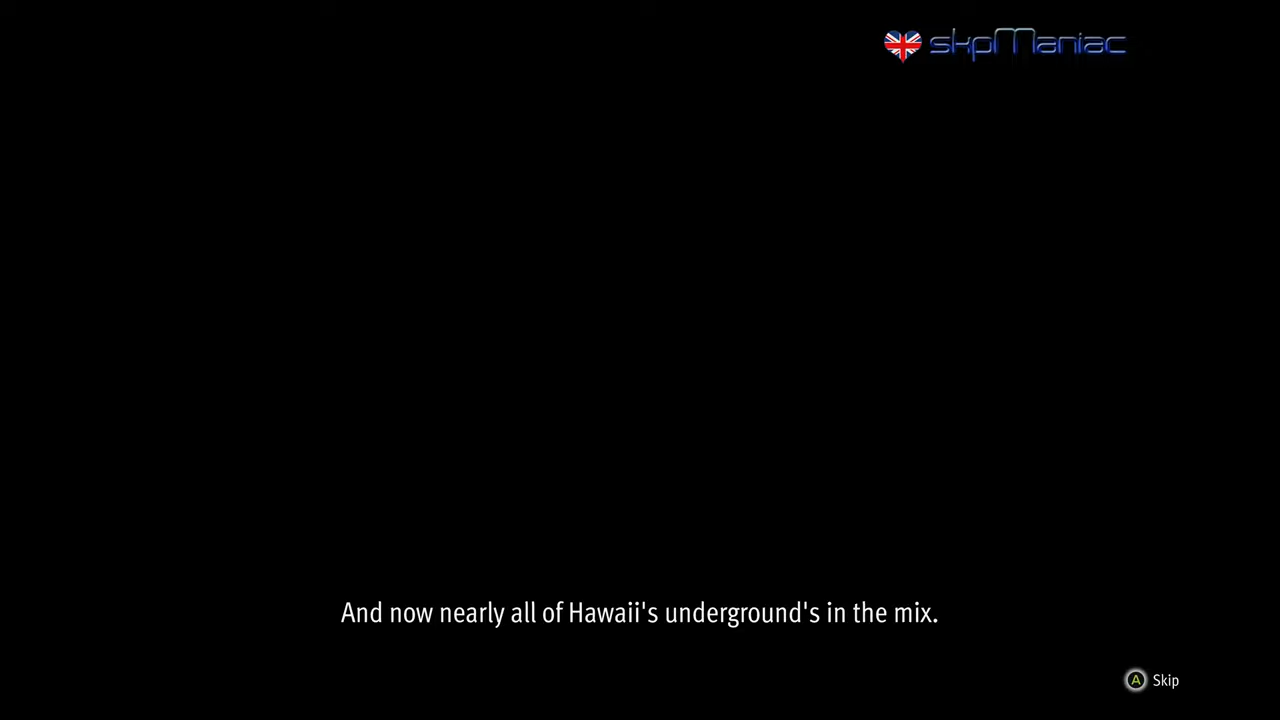 skpManiac
And now nearly all of Hawaii's underground's in the mix.
A Skip